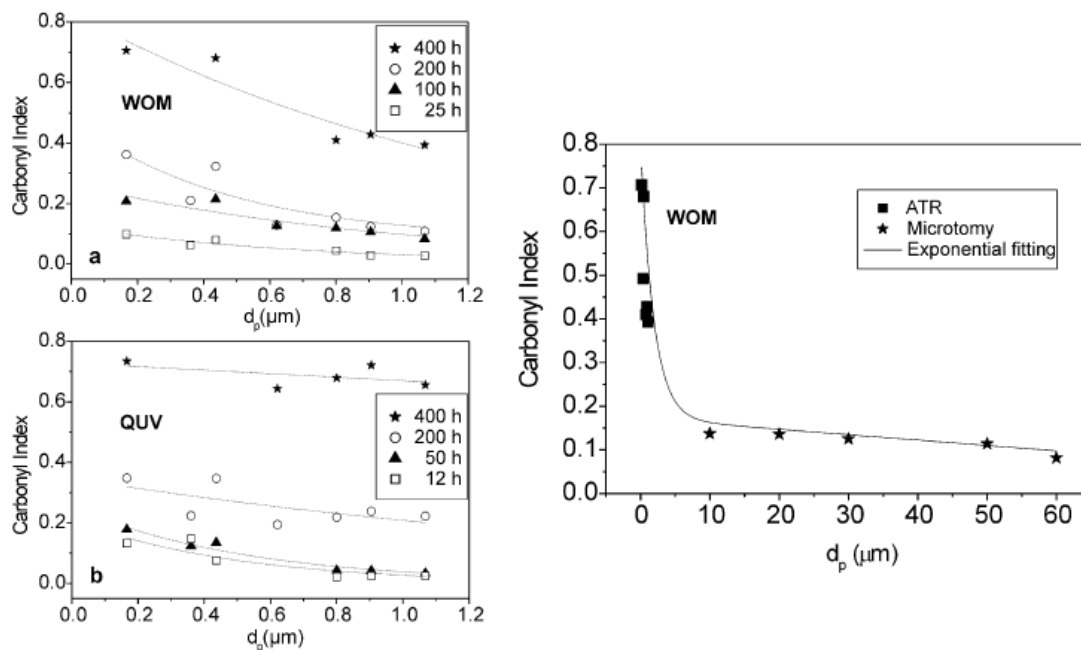 0.8
0.6
0.4
0.2
0.0
Carbonyl Index
WOM
a
400 h
200 h
100 h
25 h
0.0 0.2 0.4 0.6 0.8 1.0 1.2
dp(µm)
0.8
0.6
0.4
0.2
0.0
Carbonyl Index
QUV
b
400 h
200 h
50 h
12 h
0.0 0.2 0.4 0.6 0.8 1.0 1.2
dp(µm)
0.8
0.7
0.6
0.5
0.4
0.3
0.2
0.1
0.0
Carbonyl Index
WOM
ATR
Microtomy
Exponential fitting
0 10 20 30 40 50 60
dp (µm)